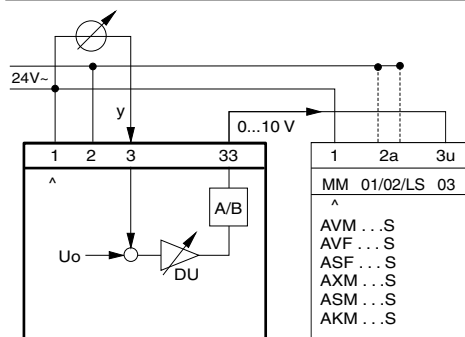 24V~
y
0...10 V
1 2 3 33
1 2a 3u
^
MM 01/02/LS 03
^
A/B
Uo
DU
AVM . . .S
AVF . . .S
ASF . . .S
AXM . . .S
ASM . . .S
AKM . . .S